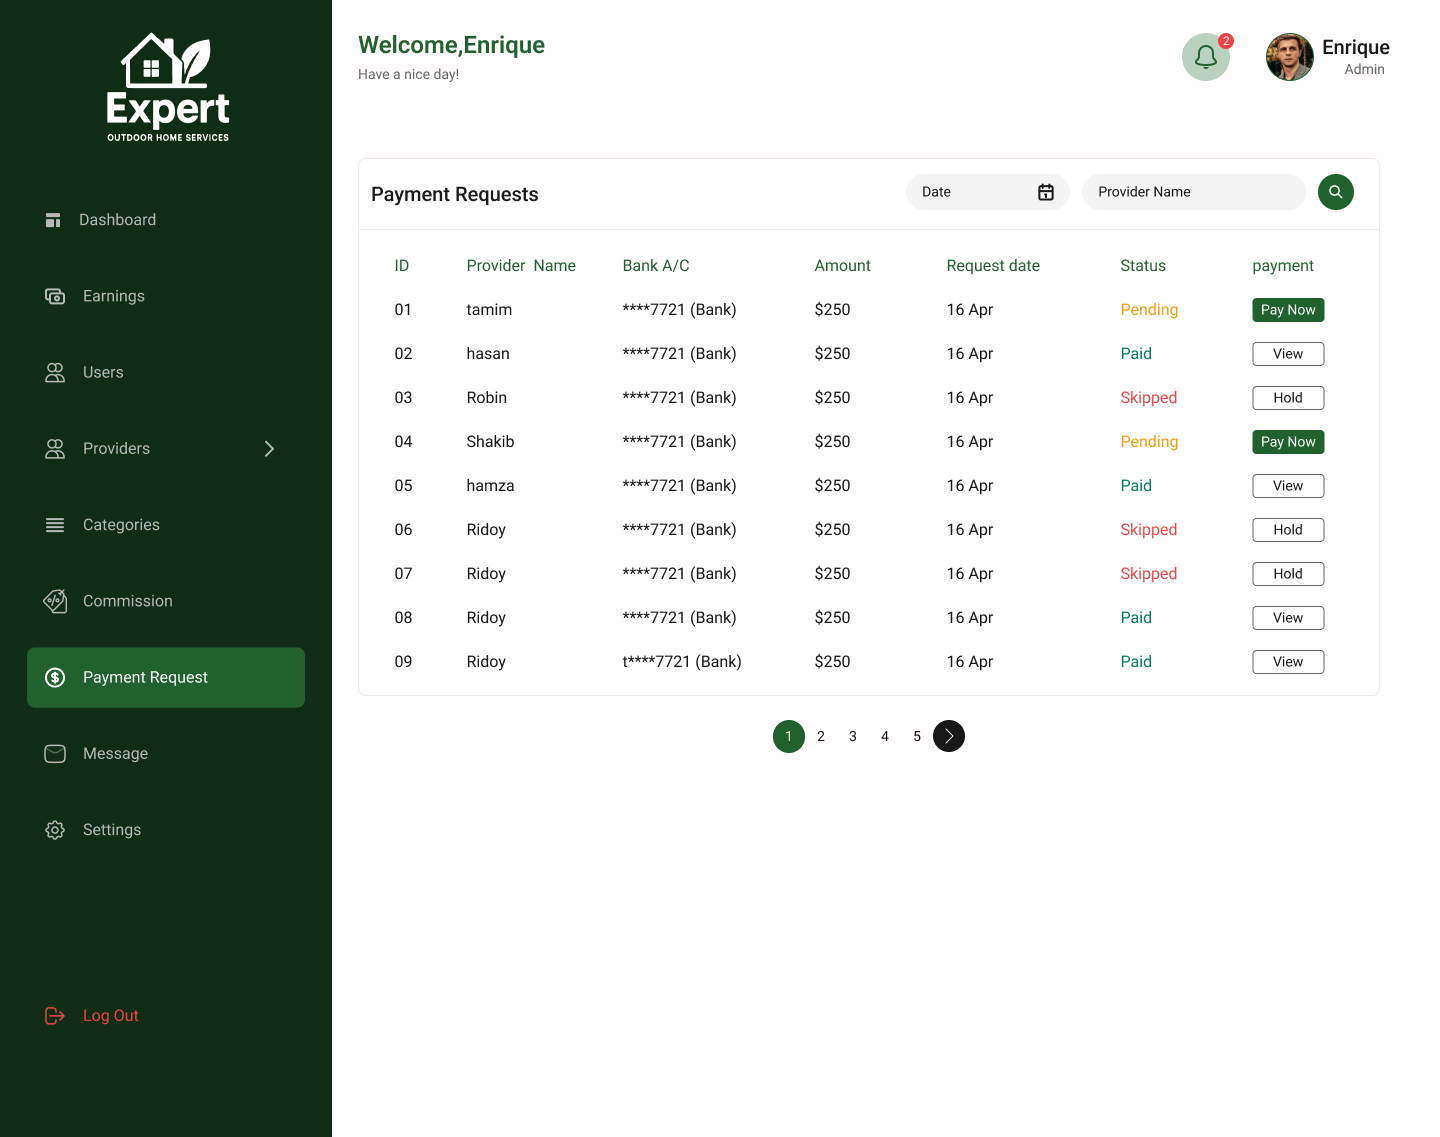 Expert
OUTDOOR HOME SERVICES
Dashboard
Earnings
Users
Providers
Categories
Commission
Payment Request
Message
Settings
Log Out
Welcome,Enrique
Have a nice day!
2
Enrique
Admin
Payment Requests
Date
Provider Name
ID Provider Name Bank A/C Amount Request date Status payment
01 tamim ****7721 (Bank) $250 16 Apr Pending Pay Now
02 hasan ****7721 (Bank) $250 16 Apr Paid View
03 Robin ****7721 (Bank) $250 16 Apr Skipped Hold
04 Shakib ****7721 (Bank) $250 16 Apr Pending Pay Now
05 hamza ****7721 (Bank) $250 16 Apr Paid View
06 Ridoy ****7721 (Bank) $250 16 Apr Skipped Hold
07 Ridoy ****7721 (Bank) $250 16 Apr Skipped Hold
08 Ridoy ****7721 (Bank) $250 16 Apr Paid View
09 Ridoy t****7721 (Bank) $250 16 Apr Paid View
1 2 3 4 5